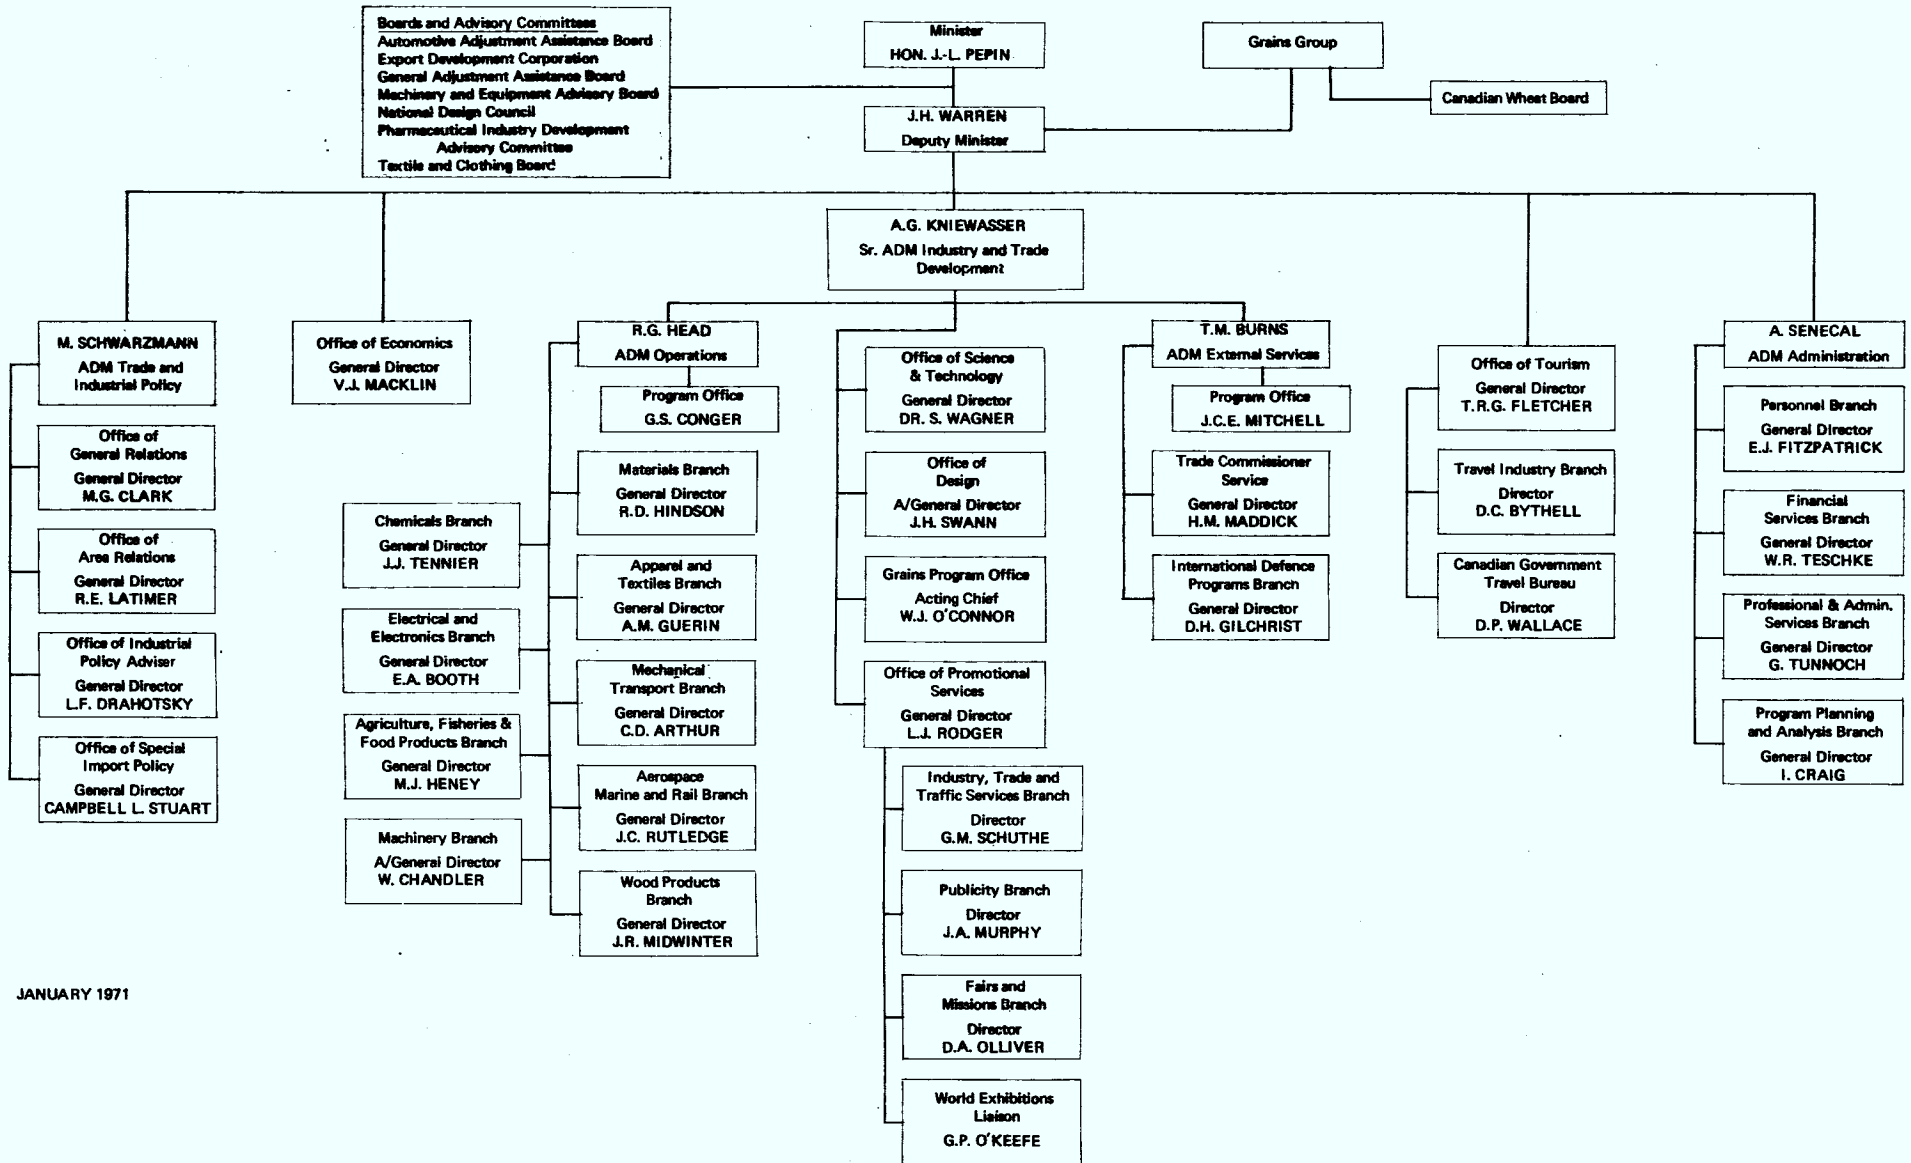 Boards and Advisory Committees
Automotive Adjustment Assistance Board
Export Development Corporation
General Adjustment Assistance Board
Machinery and Equipment Advisory Board
National Design Council
Pharmaceutical Industry Development
Advisory Committee
Textile and Clothing Board
Minister
HON. J.-L. PEPIN
Grains Group
Canadian Wheat Board
J.H. WARREN
Deputy Minister
A.G. KNIEWASSER
Sr. ADM Industry and Trade
Development
M. SCHWARZMANN
ADM Trade and
Industrial Policy
Office of
General Relations
General Director
M.G. CLARK
Office of
Area Relations
General Director
R.E. LATIMER
Office of Industrial
Policy Adviser
General Director
L.F. DRAHOTSKY
Office of Special
Import Policy
General Director
CAMPBELL L. STUART
Office of Economics
General Director
V.J. MACKLIN
R.G. HEAD
ADM Operations
Program Office
G.S. CONGER
Chemicals Branch
General Director
J.J. TENNIER
Electrical and
Electronics Branch
General Director
E.A. BOOTH
Agriculture, Fisheries &
Food Products Branch
General Director
M.J. HENEY
Machinery Branch
A/General Director
W. CHANDLER
Materials Branch
General Director
R.D. HINDSON
Apparel and
Textiles Branch
General Director
A.M. GUERIN
Mechanical
Transport Branch
General Director
C.D. ARTHUR
Aerospace
Marine and Rail Branch
General Director
J.C. RUTLEDGE
Wood Products
Branch
General Director
J.R. MIDWINTER
Office of Science
& Technology
General Director
DR. S. WAGNER
Office of
Design
A/General Director
J.H. SWANN
Grains Program Office
Acting Chief
W.J. O'CONNOR
Office of Promotional
Services
General Director
L.J. RODGER
Industry, Trade and
Traffic Services Branch
Director
G.M. SCHUTHE
Publicity Branch
Director
J.A. MURPHY
Fairs and
Missions Branch
Director
D.A. OLLIVER
World Exhibitions
Liaison
G.P. O'KEEFE
T.M. BURNS
ADM External Services
Program Office
J.C.E. MITCHELL
Trade Commissioner
Service
General Director
H.M. MADDICK
International Defence
Programs Branch
General Director
D.H. GILCHRIST
Office of Tourism
General Director
T.R.G. FLETCHER
Travel Industry Branch
Director
D.C. BYTHELL
Canadian Government
Travel Bureau
Director
D.P. WALLACE
A. SENECAL
ADM Administration
Personnel Branch
General Director
E.J. FITZPATRICK
Financial
Services Branch
General Director
W.R. TESCHKE
Professional & Admin.
Services Branch
General Director
G. TUNNOCH
Program Planning
and Analysis Branch
General Director
I. CRAIG
JANUARY 1971